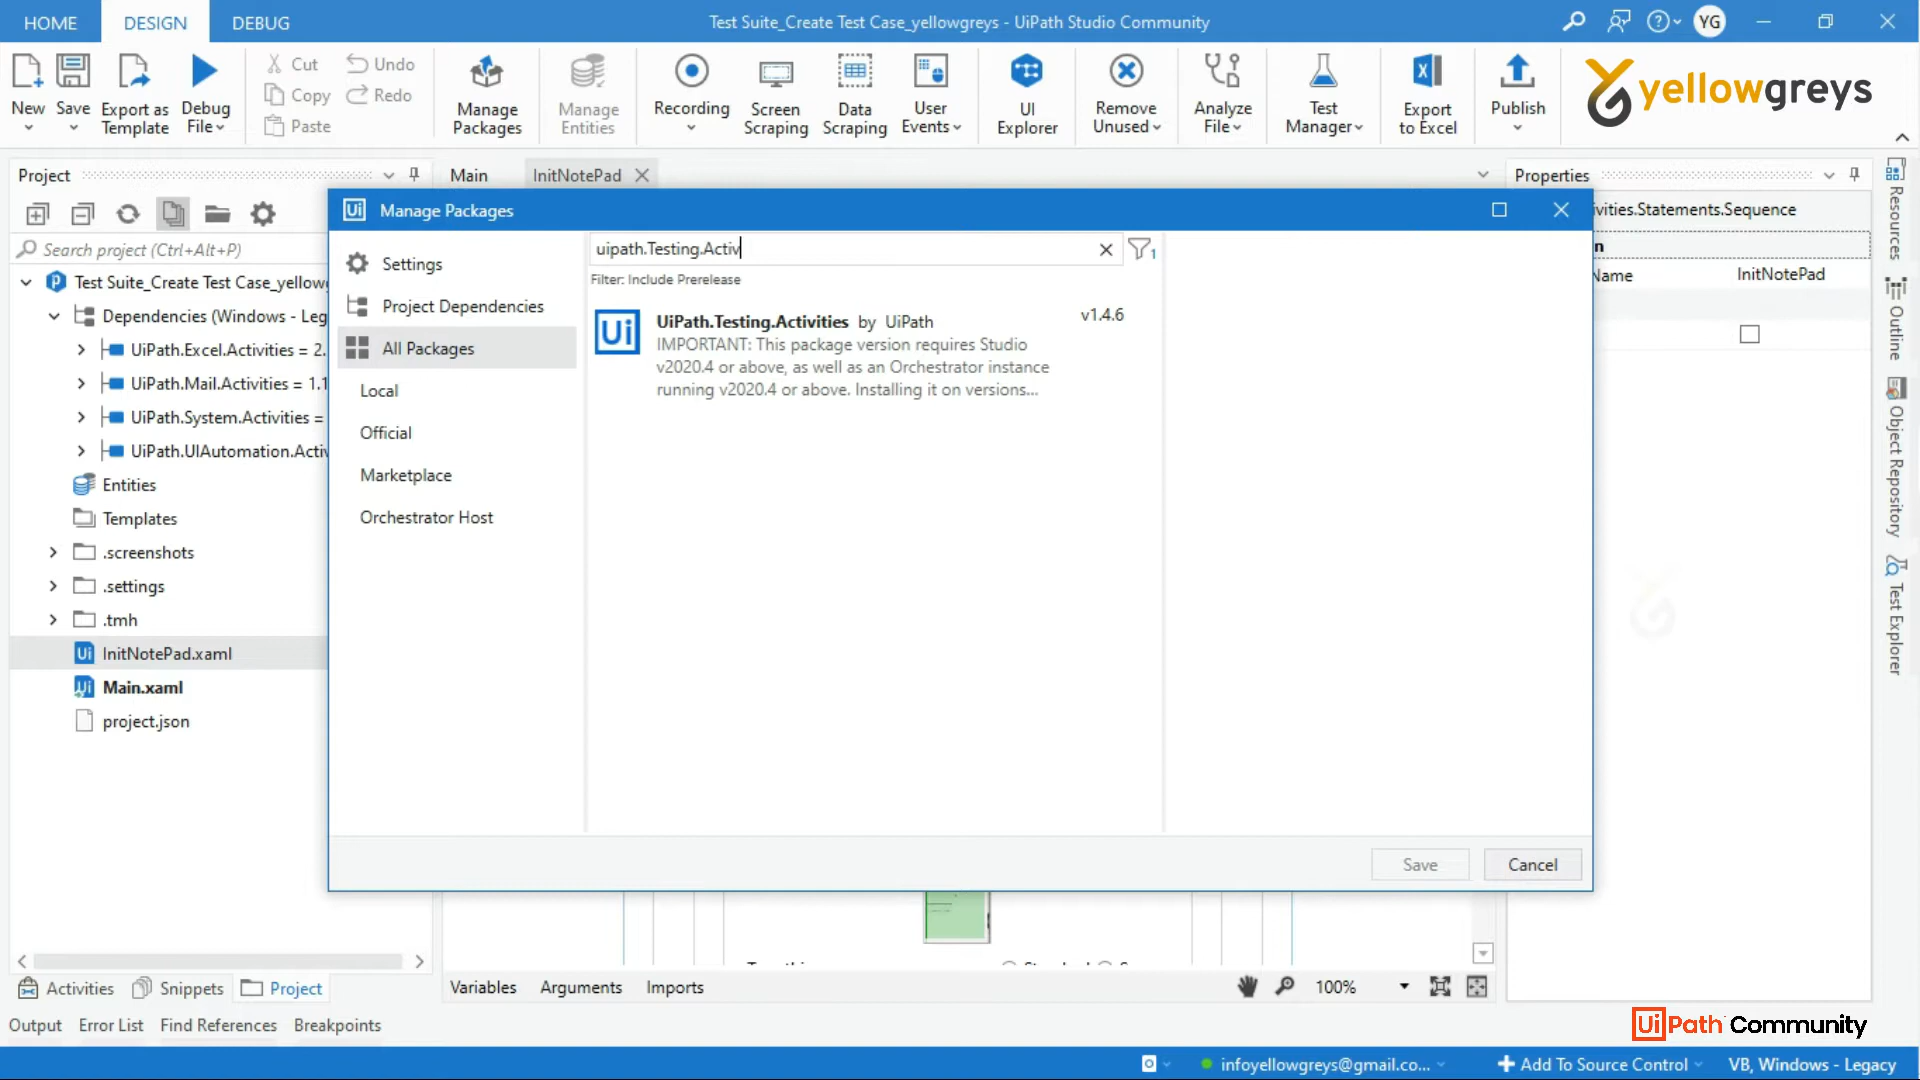 HOME DESIGN DEBUG Test Suite_Create Test Case_yellowgreys - UiPath Studio Community YG
New Save Export as Template Debug File Cut Copy Paste Undo Redo Manage Packages Manage Entities Recording Screen Scraping Data Scraping User Events UI Explorer Remove Unused Analyze File Test Manager Export to Excel Publish yellowgreys
Project Main InitNotePad Properties
Manage Packages
ivities.Statements.Sequence
Search project (Ctrl+Alt+P)
Settings
uipath.Testing.Activ
1
n
Filter: Include Prerelease
Name InitNotePad
Test Suite_Create Test Case_yellow
Project Dependencies
Dependencies (Windows - Leg
UiPath.Testing.Activities by UiPath v1.4.6
IMPORTANT: This package version requires Studio
v2020.4 or above, as well as an Orchestrator instance
running v2020.4 or above. Installing it on versions...
UiPath.Excel.Activities = 2.
All Packages
UiPath.Mail.Activities = 1.1
Local
UiPath.System.Activities =
Official
UiPath.UIAutomation.Activ
Marketplace
Entities
Templates
Orchestrator Host
.screenshots
.settings
.tmh
InitNotePad.xaml
Main.xaml
project.json
Resources
Outline
Object Repository
Test Explorer
Save Cancel
Activities Snippets Project
Variables Arguments Imports 100%
Output Error List Find References Breakpoints
UiPath Community
infoyellowgreys@gmail.co... Add To Source Control VB, Windows - Legacy